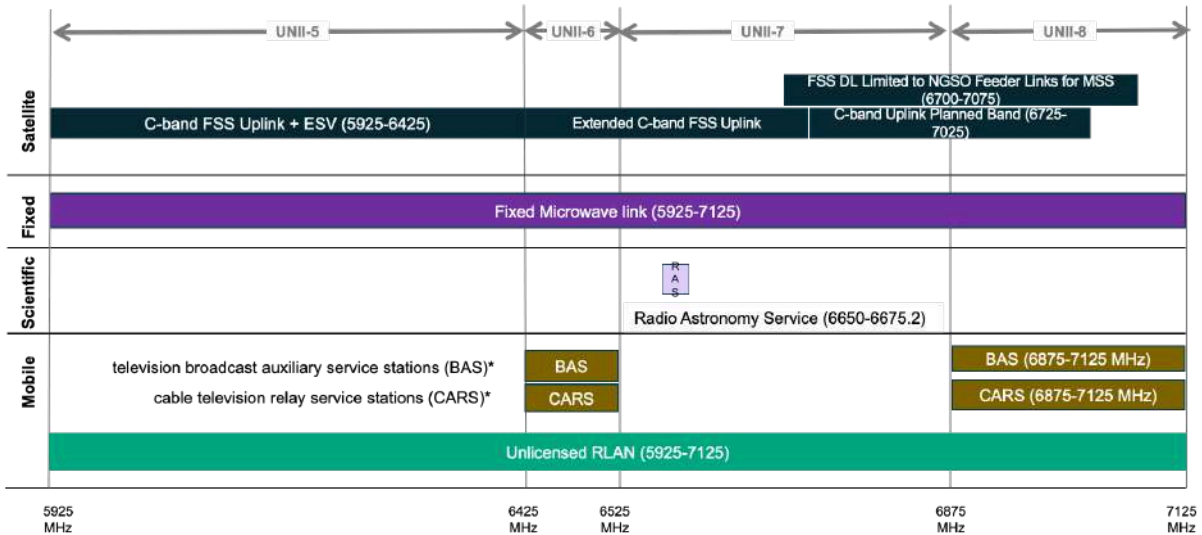 UNII-5
UNII-6
UNII-7
UNII-8
Satellite
FSS DL Limited to NGSO Feeder Links for MSS
(6700-7075)
C-band FSS Uplink + ESV (5925-6425)
Extended C-band FSS Uplink
C-band Uplink Planned Band (6725-
7025)
Fixed
Fixed Microwave link (5925-7125)
Scientific
R
A
S
Radio Astronomy Service (6650-6675.2)
Mobile
television broadcast auxiliary service stations (BAS)*
BAS
BAS (6875-7125 MHz)
cable television relay service stations (CARS)*
CARS
CARS (6875-7125 MHz)
Unlicensed RLAN (5925-7125)
5925
MHz
6425
MHz
6525
MHz
6875
MHz
7125
MHz